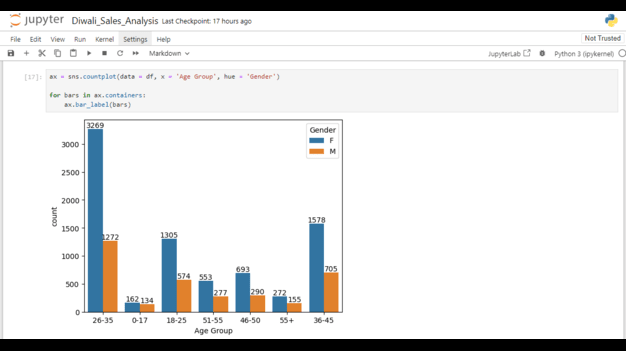 jupyter Diwali_Sales_Analysis Last Checkpoint: 17 hours ago
File Edit View Run Kernel Settings Help
Not Trusted
Markdown
JupyterLab
Python 3 (ipykernel)
[17]: ax = sns.countplot(data = df, x = 'Age Group', hue = 'Gender')
for bars in ax.containers:
ax.bar_label(bars)
3269
Gender
F
M
3000
2500
2000
1500
1000
500
0
count
1272
162 134
1305
574
553
277
693
290
272
155
1578
705
26-35 0-17 18-25 51-55 46-50 55+ 36-45
Age Group